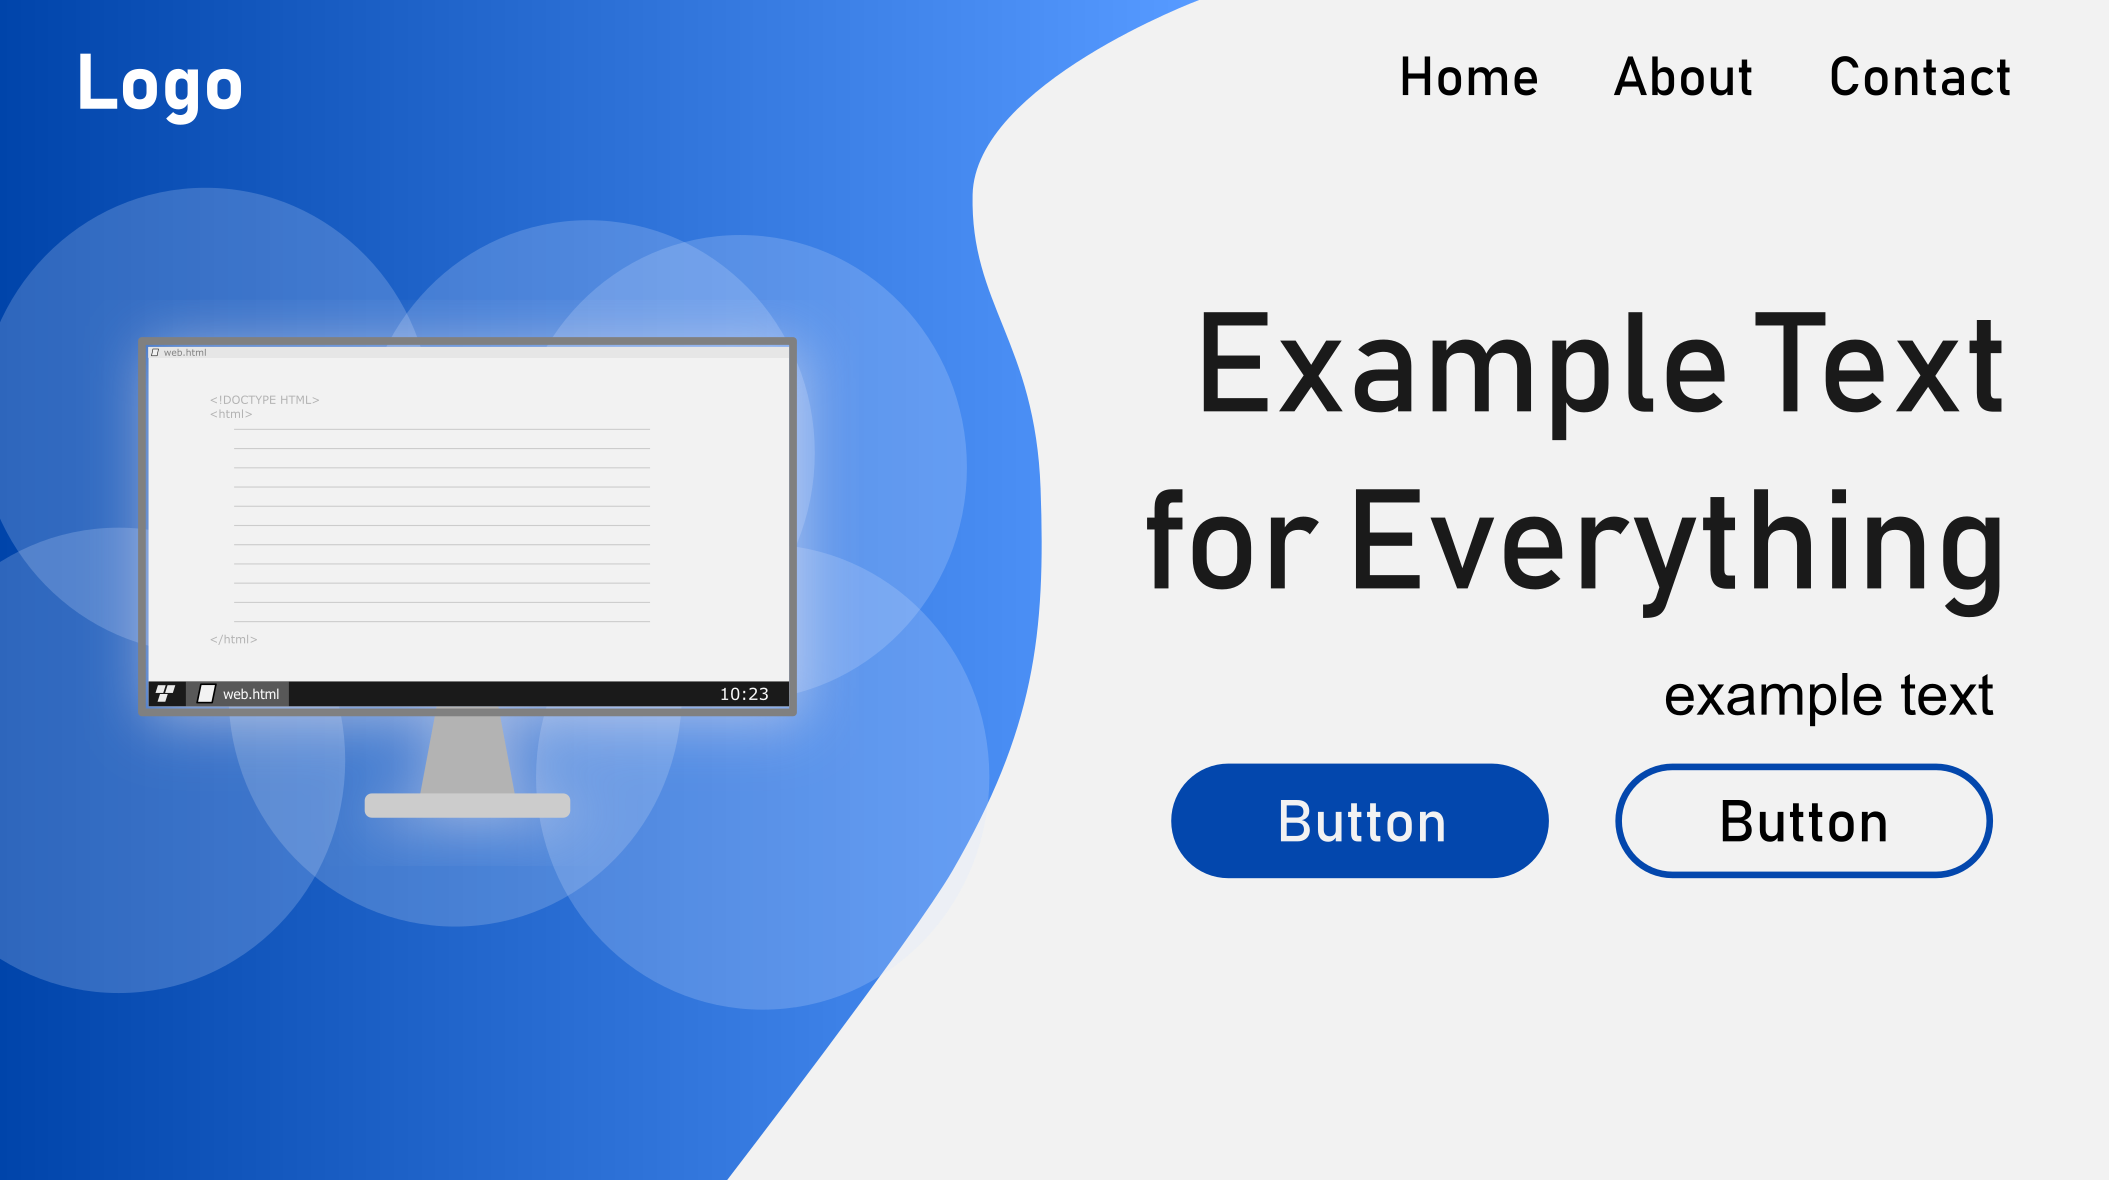 Logo
Home About Contact
web.html
<!DOCTYPE HTML>
<html>
</html>
web.html 10:23
Example Text
for Everything
example text
Button Button